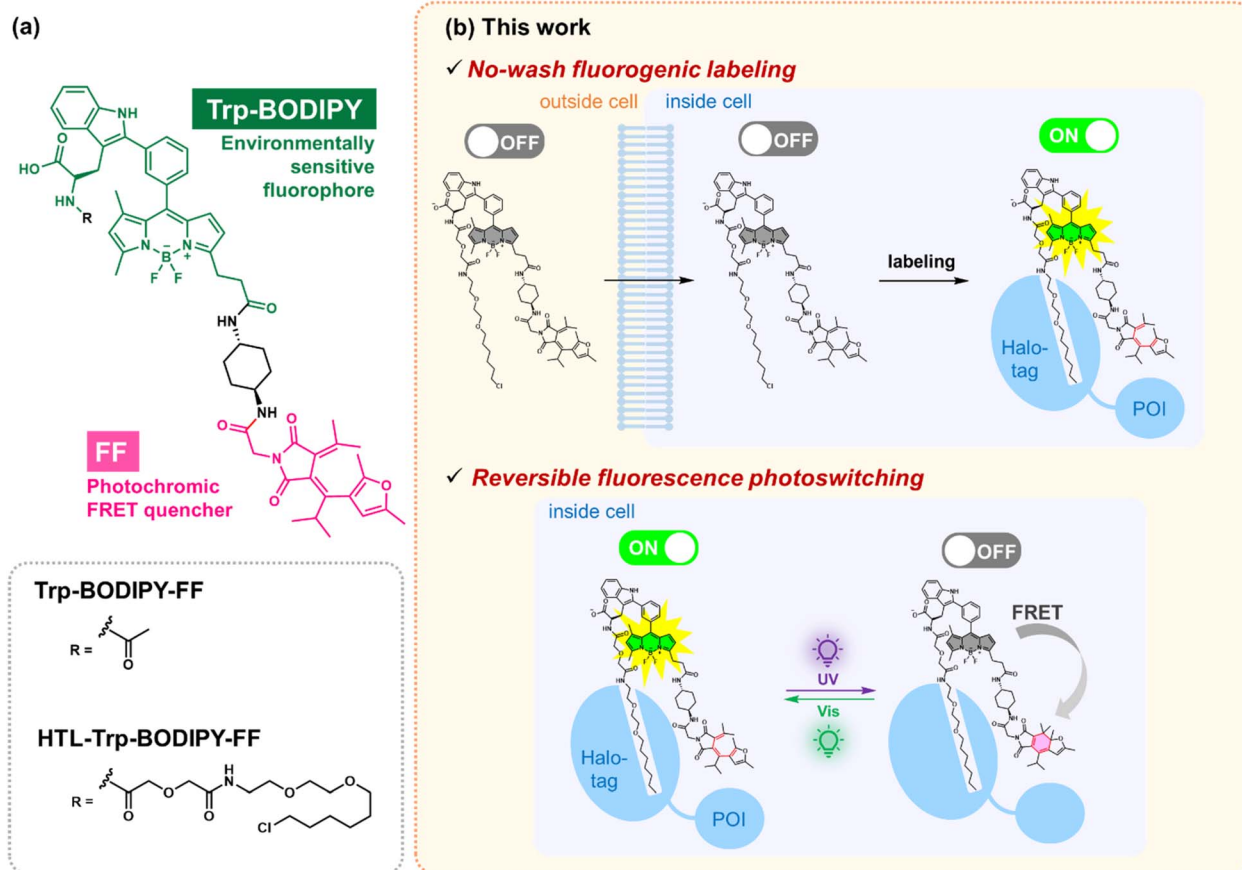 (a)
Trp-BODIPY
Environmentally
sensitive
fluorophore
NH
O
HO
HN
R
N
N
B
F
F
O
HN
NH
O
O
N
O
O
FF
Photochromic
FRET quencher
Trp-BODIPY-FF
R =
O
HTL-Trp-BODIPY-FF
R =
O
O
O
H
N
O
O
Cl
(b) This work
✓ No-wash fluorogenic labeling
outside cell
inside cell
OFF
OFF
ON
labeling
Halo-
tag
POI
✓ Reversible fluorescence photoswitching
inside cell
ON
OFF
FRET
UV
Vis
Halo-
tag
POI